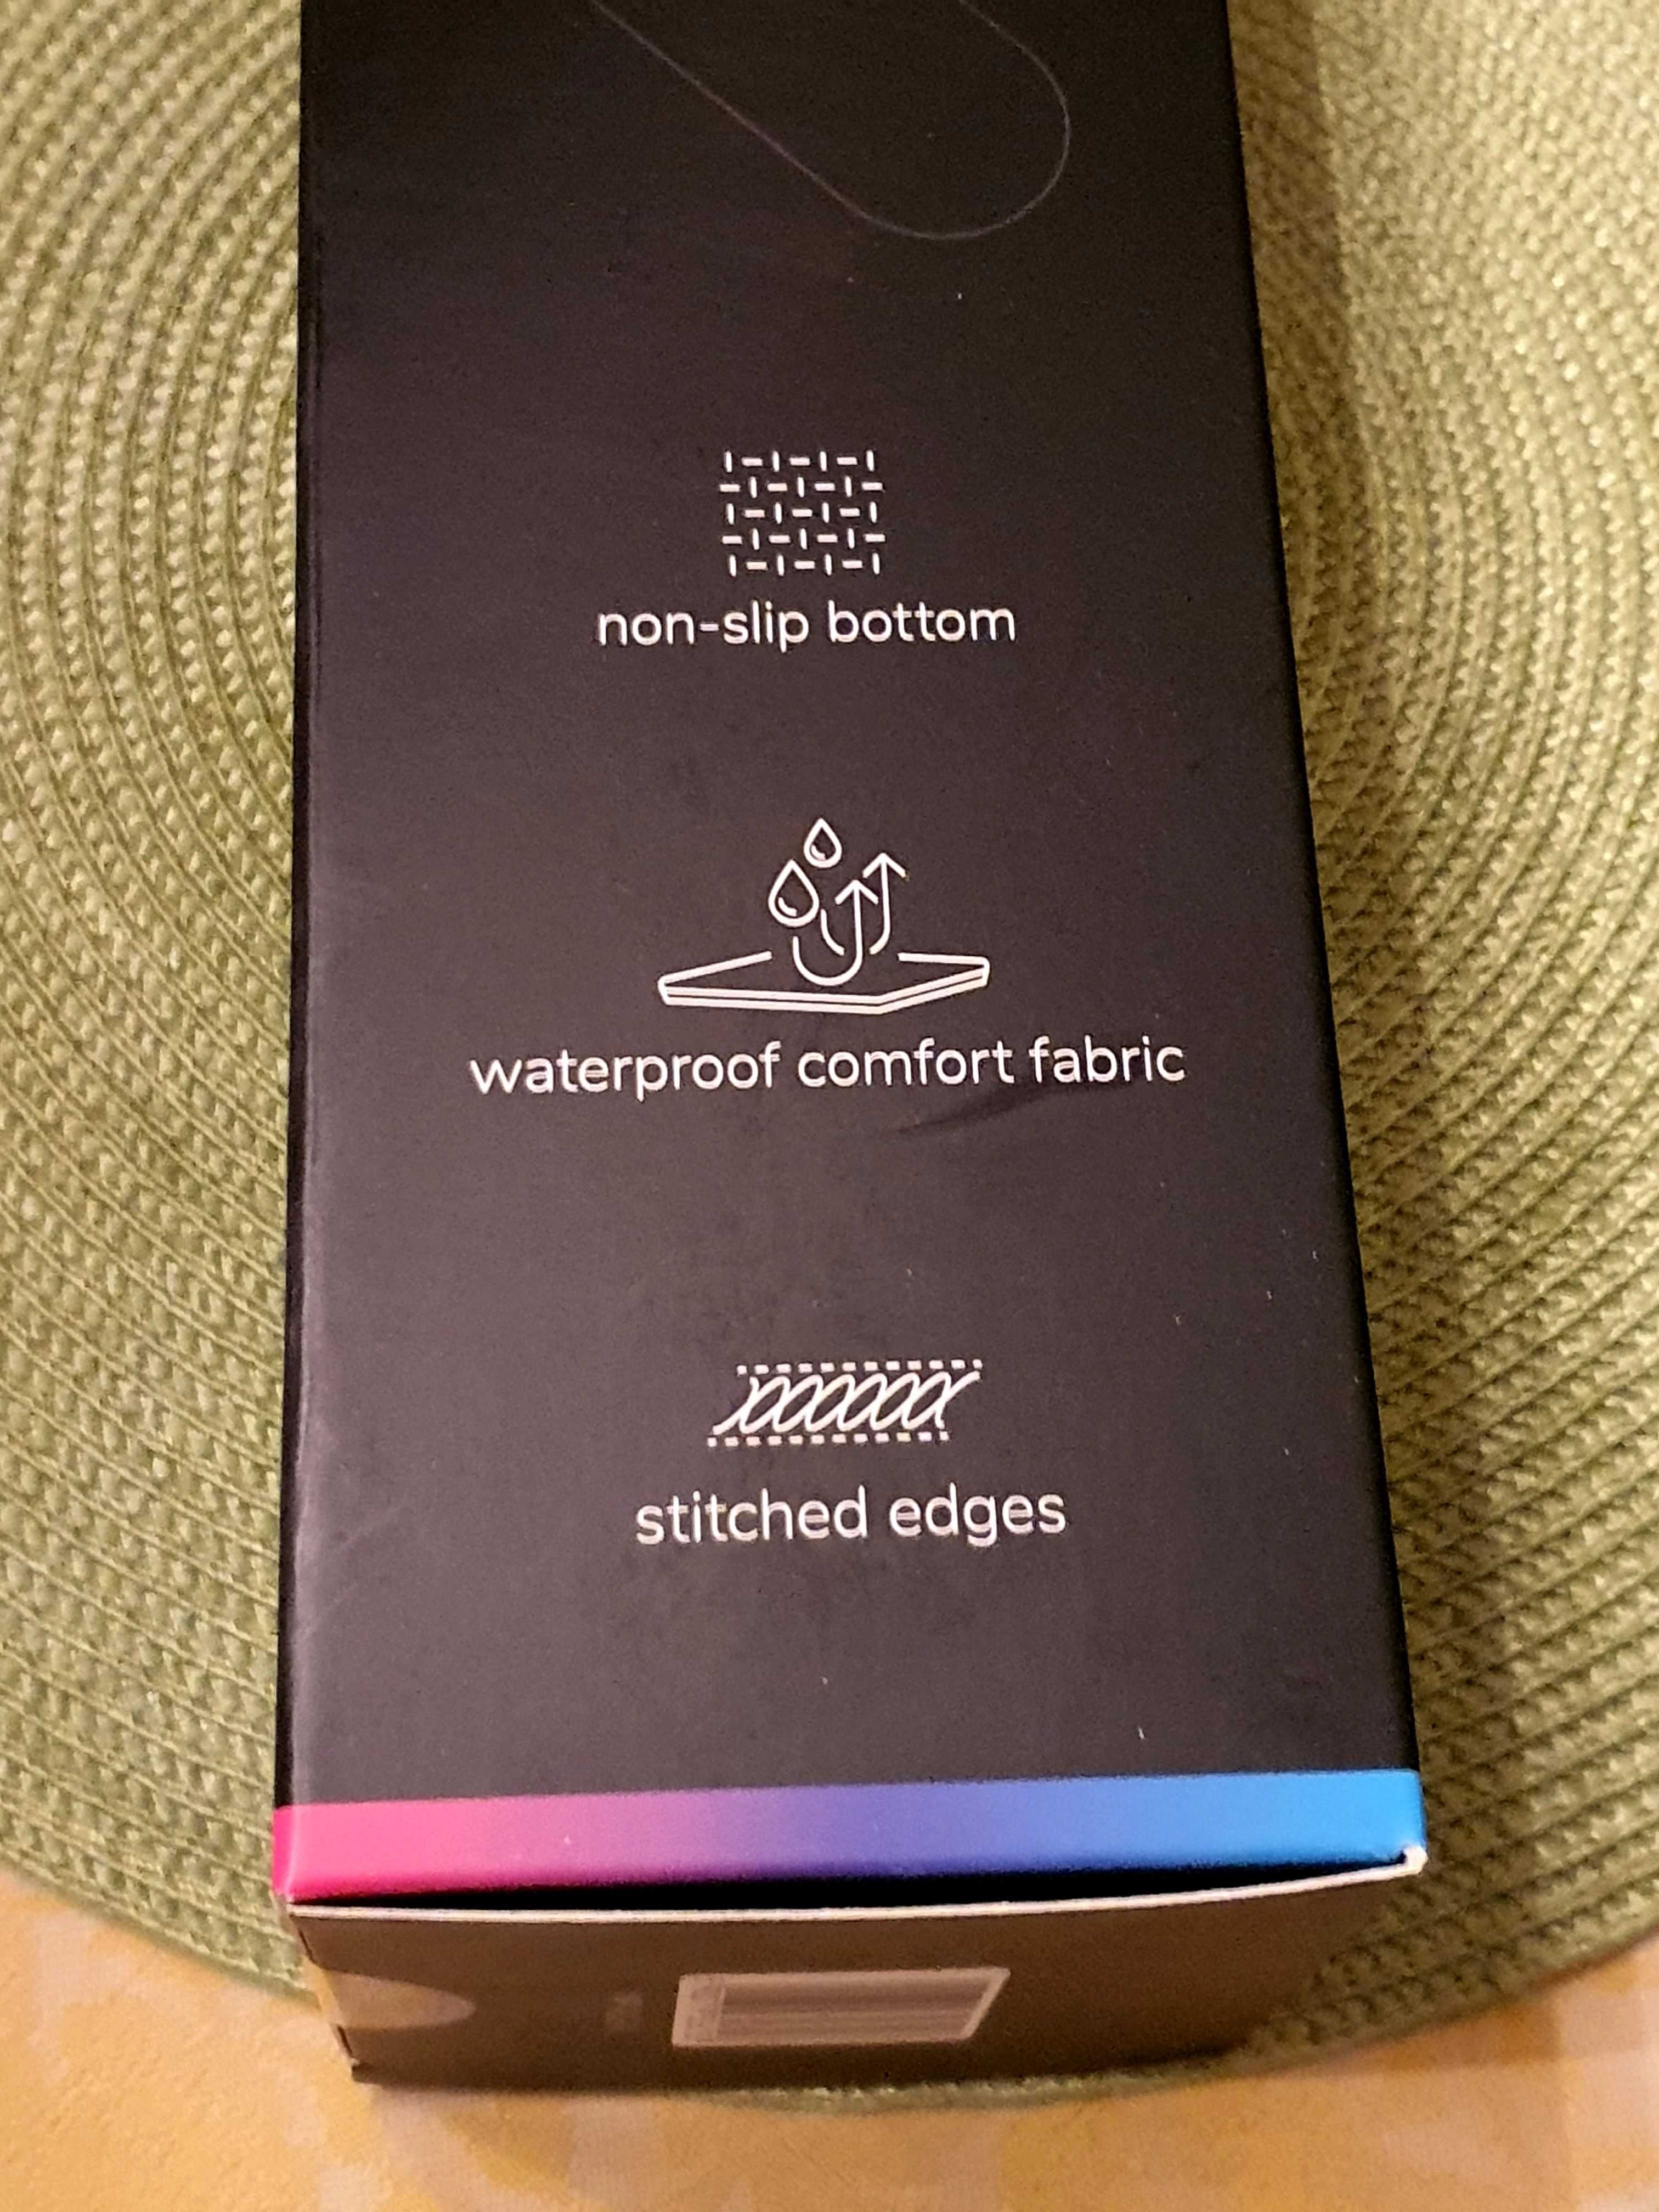 non-slip bottom
waterproof comfort fabric
stitched edges